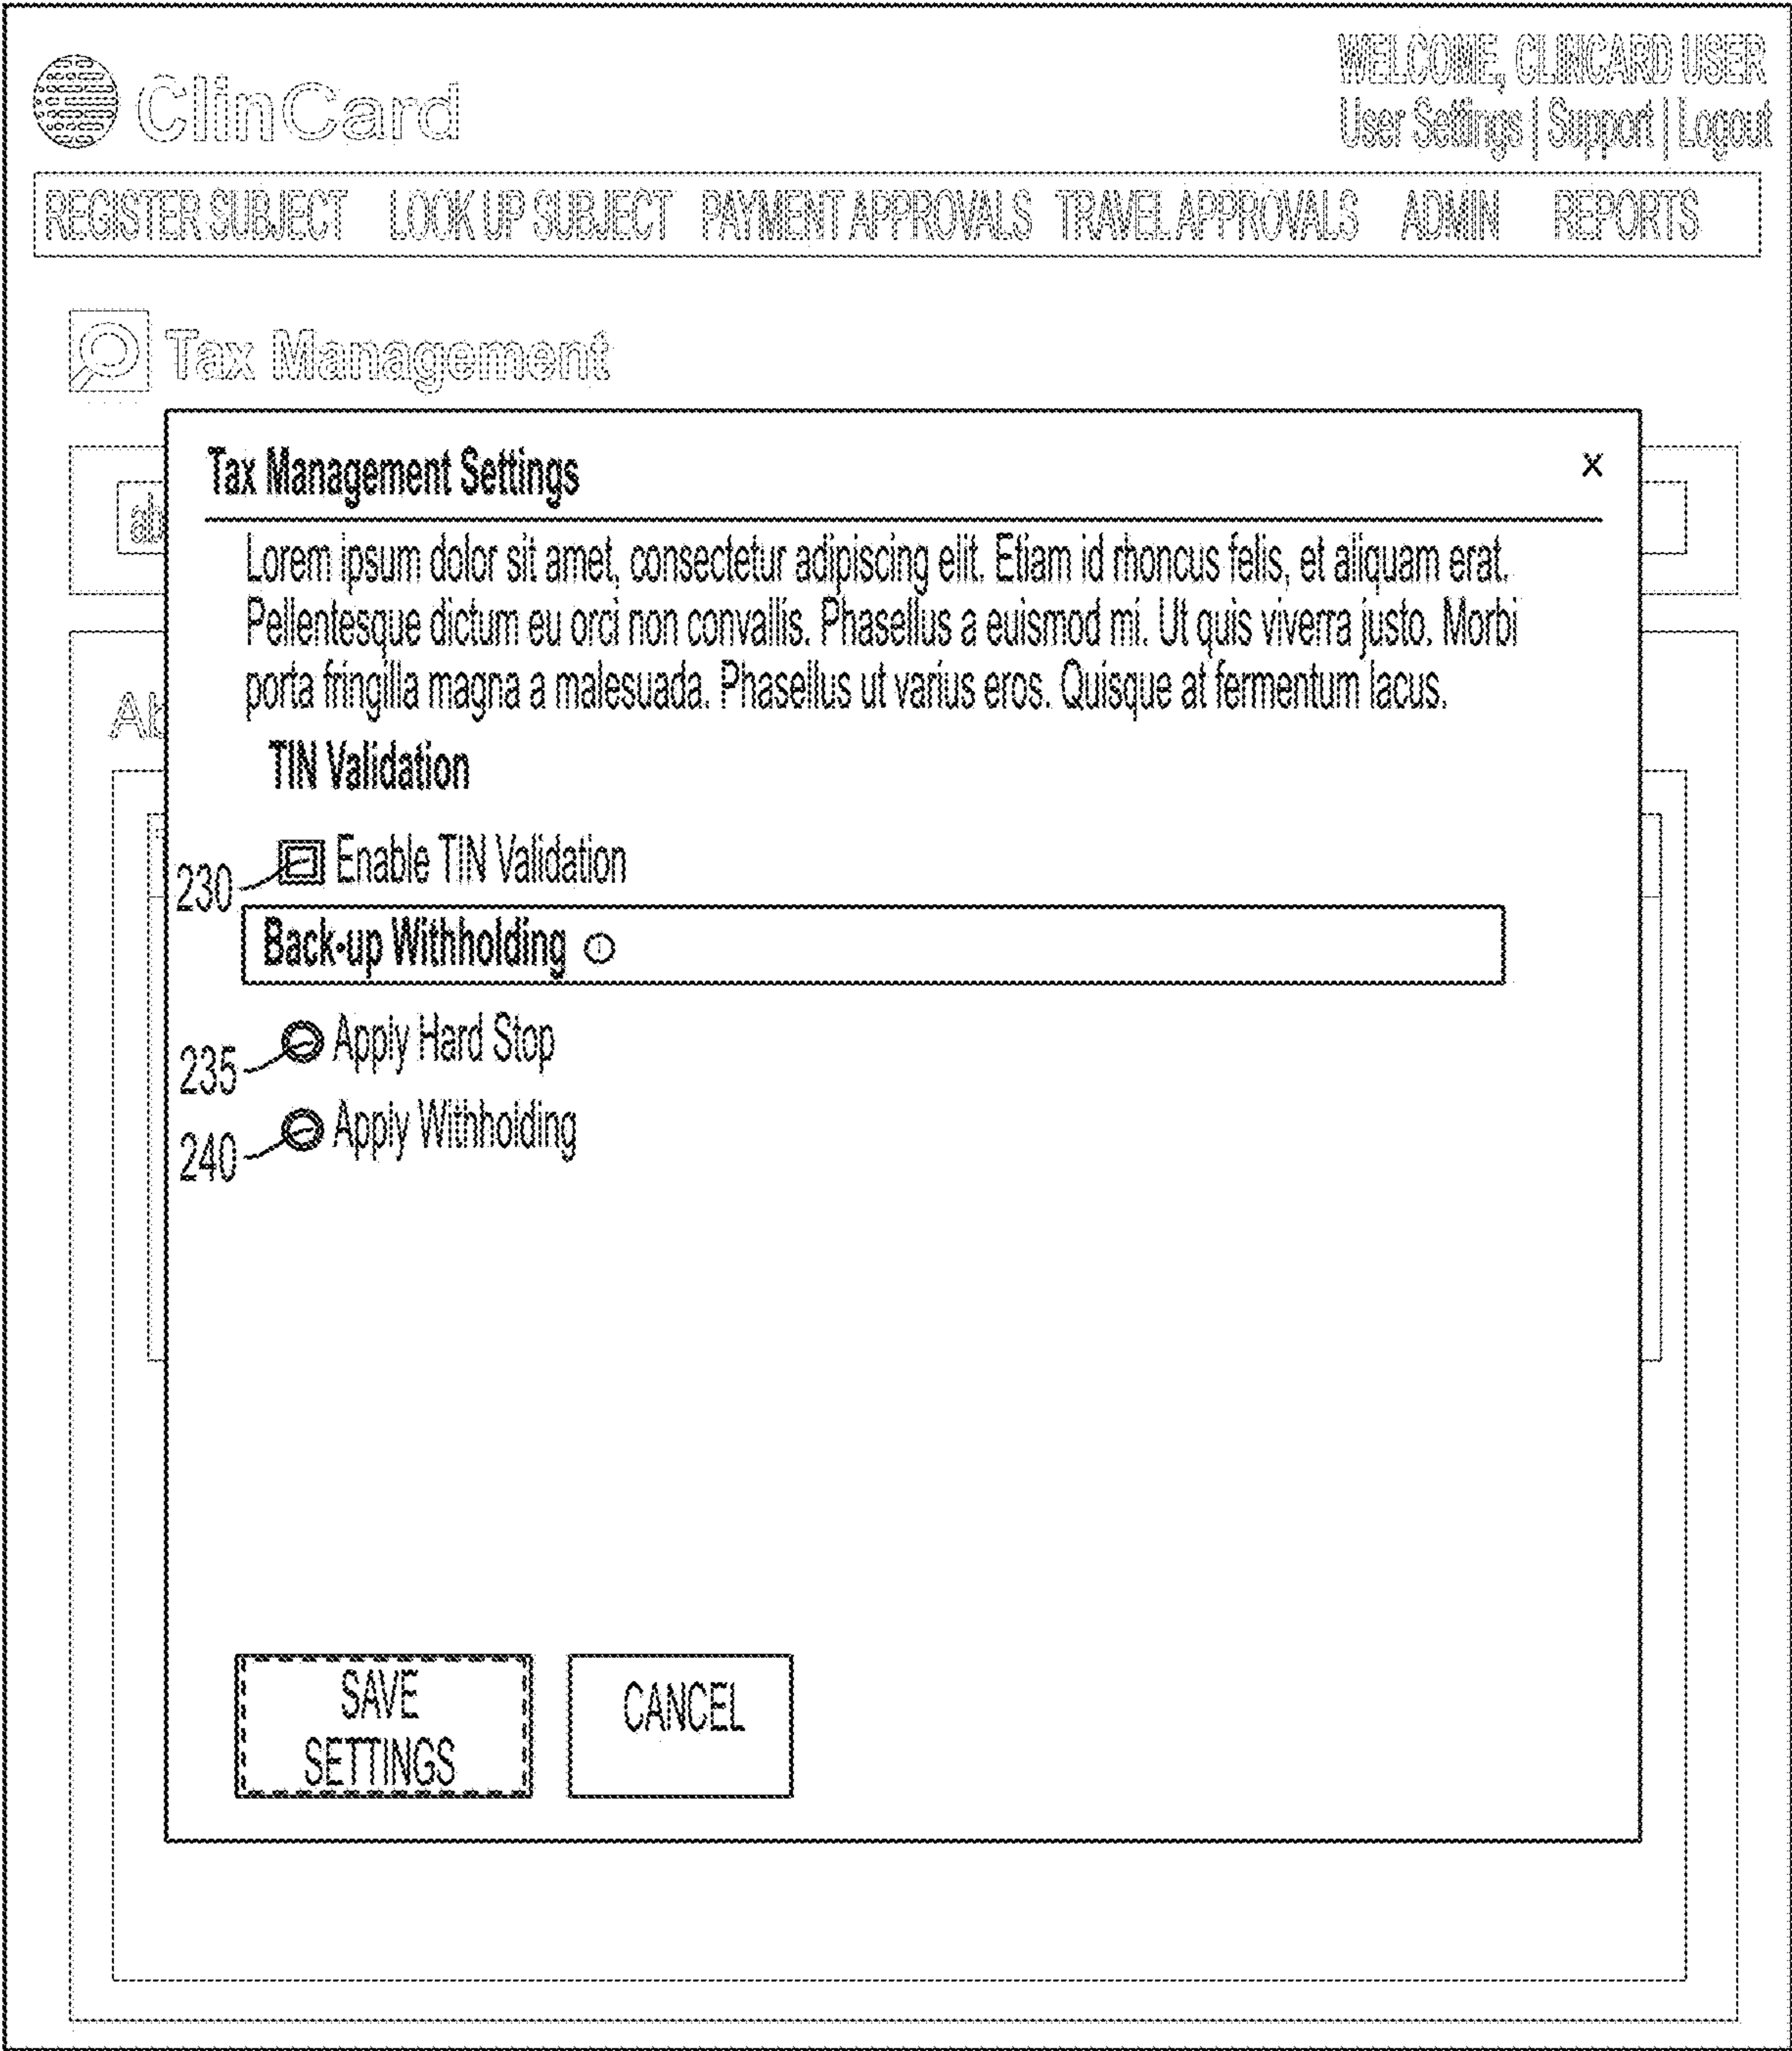 ClinCard
WELCOME, CLINCARD USER
User Settings | Support | Logout
REGISTER SUBJECT LOOK UP SUBJECT PAYMENT APPROVALS TRAVEL APPROVALS ADMIN REPORTS
Tax Management
Tax Management Settings x
ab
Lorem ipsum dolor sit amet, consectetur adipiscing elit. Etiam id rhoncus felis, et aliquam erat.
Pellentesque dictum eu orci non convallis. Phasellus a euismod mi. Ut quis viverra justo. Morbi
porta fringilla magna a malesuada. Phasellus ut varius eros. Quisque at fermentum lacus.
TIN Validation
230 Enable TIN Validation
Back-up Withholding
235 Apply Hard Stop
240 Apply Withholding
SAVE
SETTINGS
CANCEL